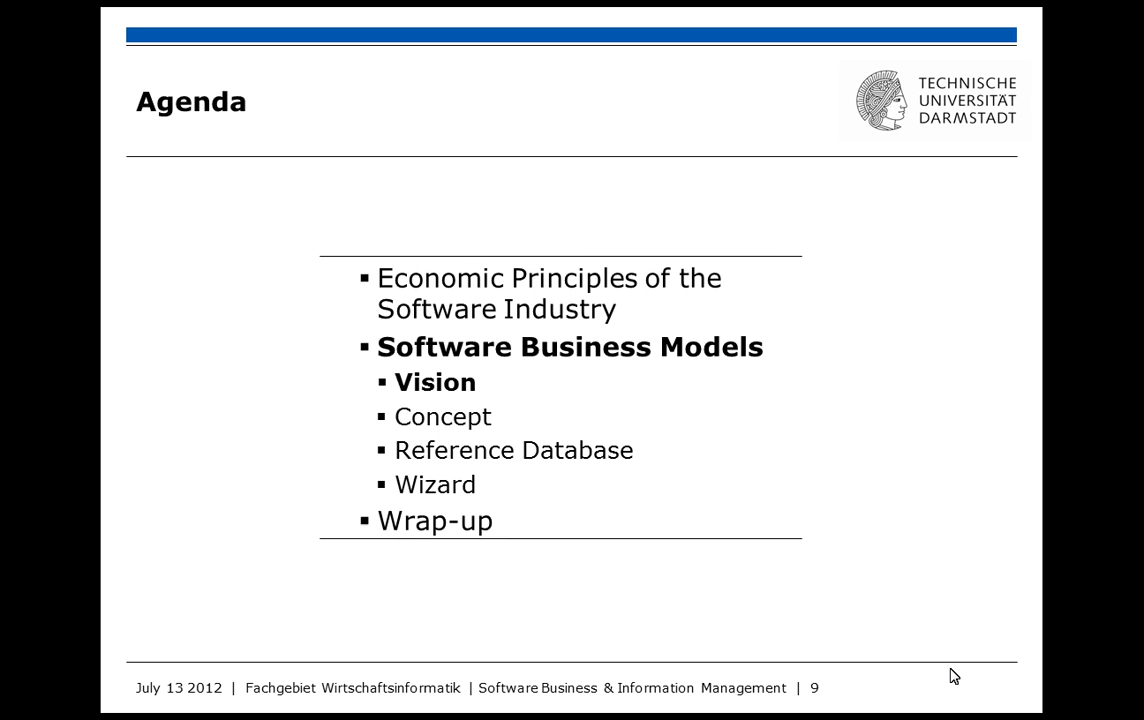 Agenda
TECHNISCHE
UNIVERSITÄT
DARMSTADT
▪ Economic Principles of the
Software Industry
▪ Software Business Models
▪ Vision
▪ Concept
▪ Reference Database
▪ Wizard
▪ Wrap-up
July 13 2012 | Fachgebiet Wirtschaftsinformatik | Software Business & Information Management | 9